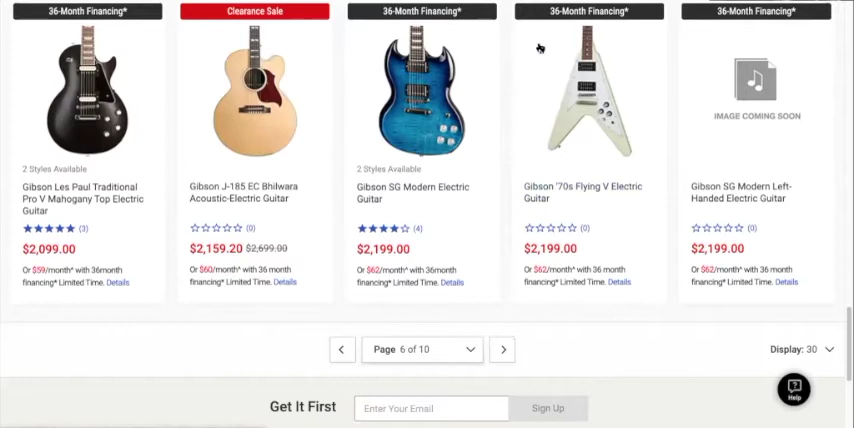 36-Month Financing*
Clearance Sale
36-Month Financing*
36-Month Financing*
36-Month Financing*
IMAGE COMING SOON
2 Styles Available
Gibson Les Paul Traditional
Pro V Mahogany Top Electric
Guitar
(3)
$2,099.00
Or $59/month^ with 36month
financing* Limited Time. Details
Gibson J-185 EC Bhilwara
Acoustic-Electric Guitar
(0)
$2,159.20 $2,699.00
Or $60/month^ with 36 month
financing* Limited Time. Details
2 Styles Available
Gibson SG Modern Electric
Guitar
(4)
$2,199.00
Or $62/month^ with 36 month
financing* Limited Time. Details
Gibson '70s Flying V Electric
Guitar
(0)
$2,199.00
Or $62/month^ with 36 month
financing* Limited Time. Details
Gibson SG Modern Left-
Handed Electric Guitar
(0)
$2,199.00
Or $62/month^ with 36 month
financing* Limited Time. Details
Page 6 of 10
Display: 30
Help
Get It First
Enter Your Email
Sign Up